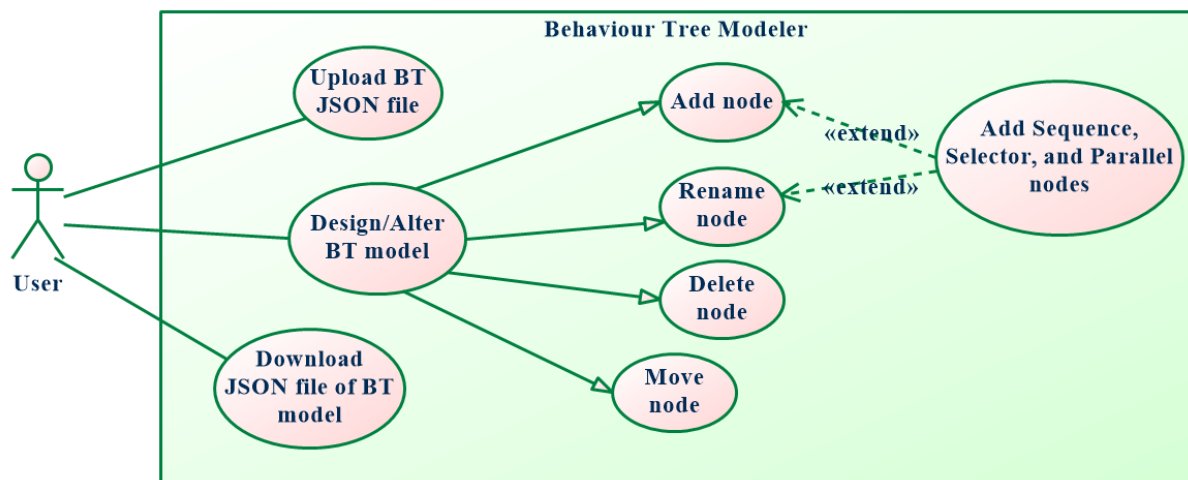 Behaviour Tree Modeler
Upload BT
JSON file
Add node
«extend»
Add Sequence,
Selector, and Parallel
nodes
Rename
node
«extend»
Design/Alter
BT model
User
Delete
node
Download
JSON file of BT
model
Move
node